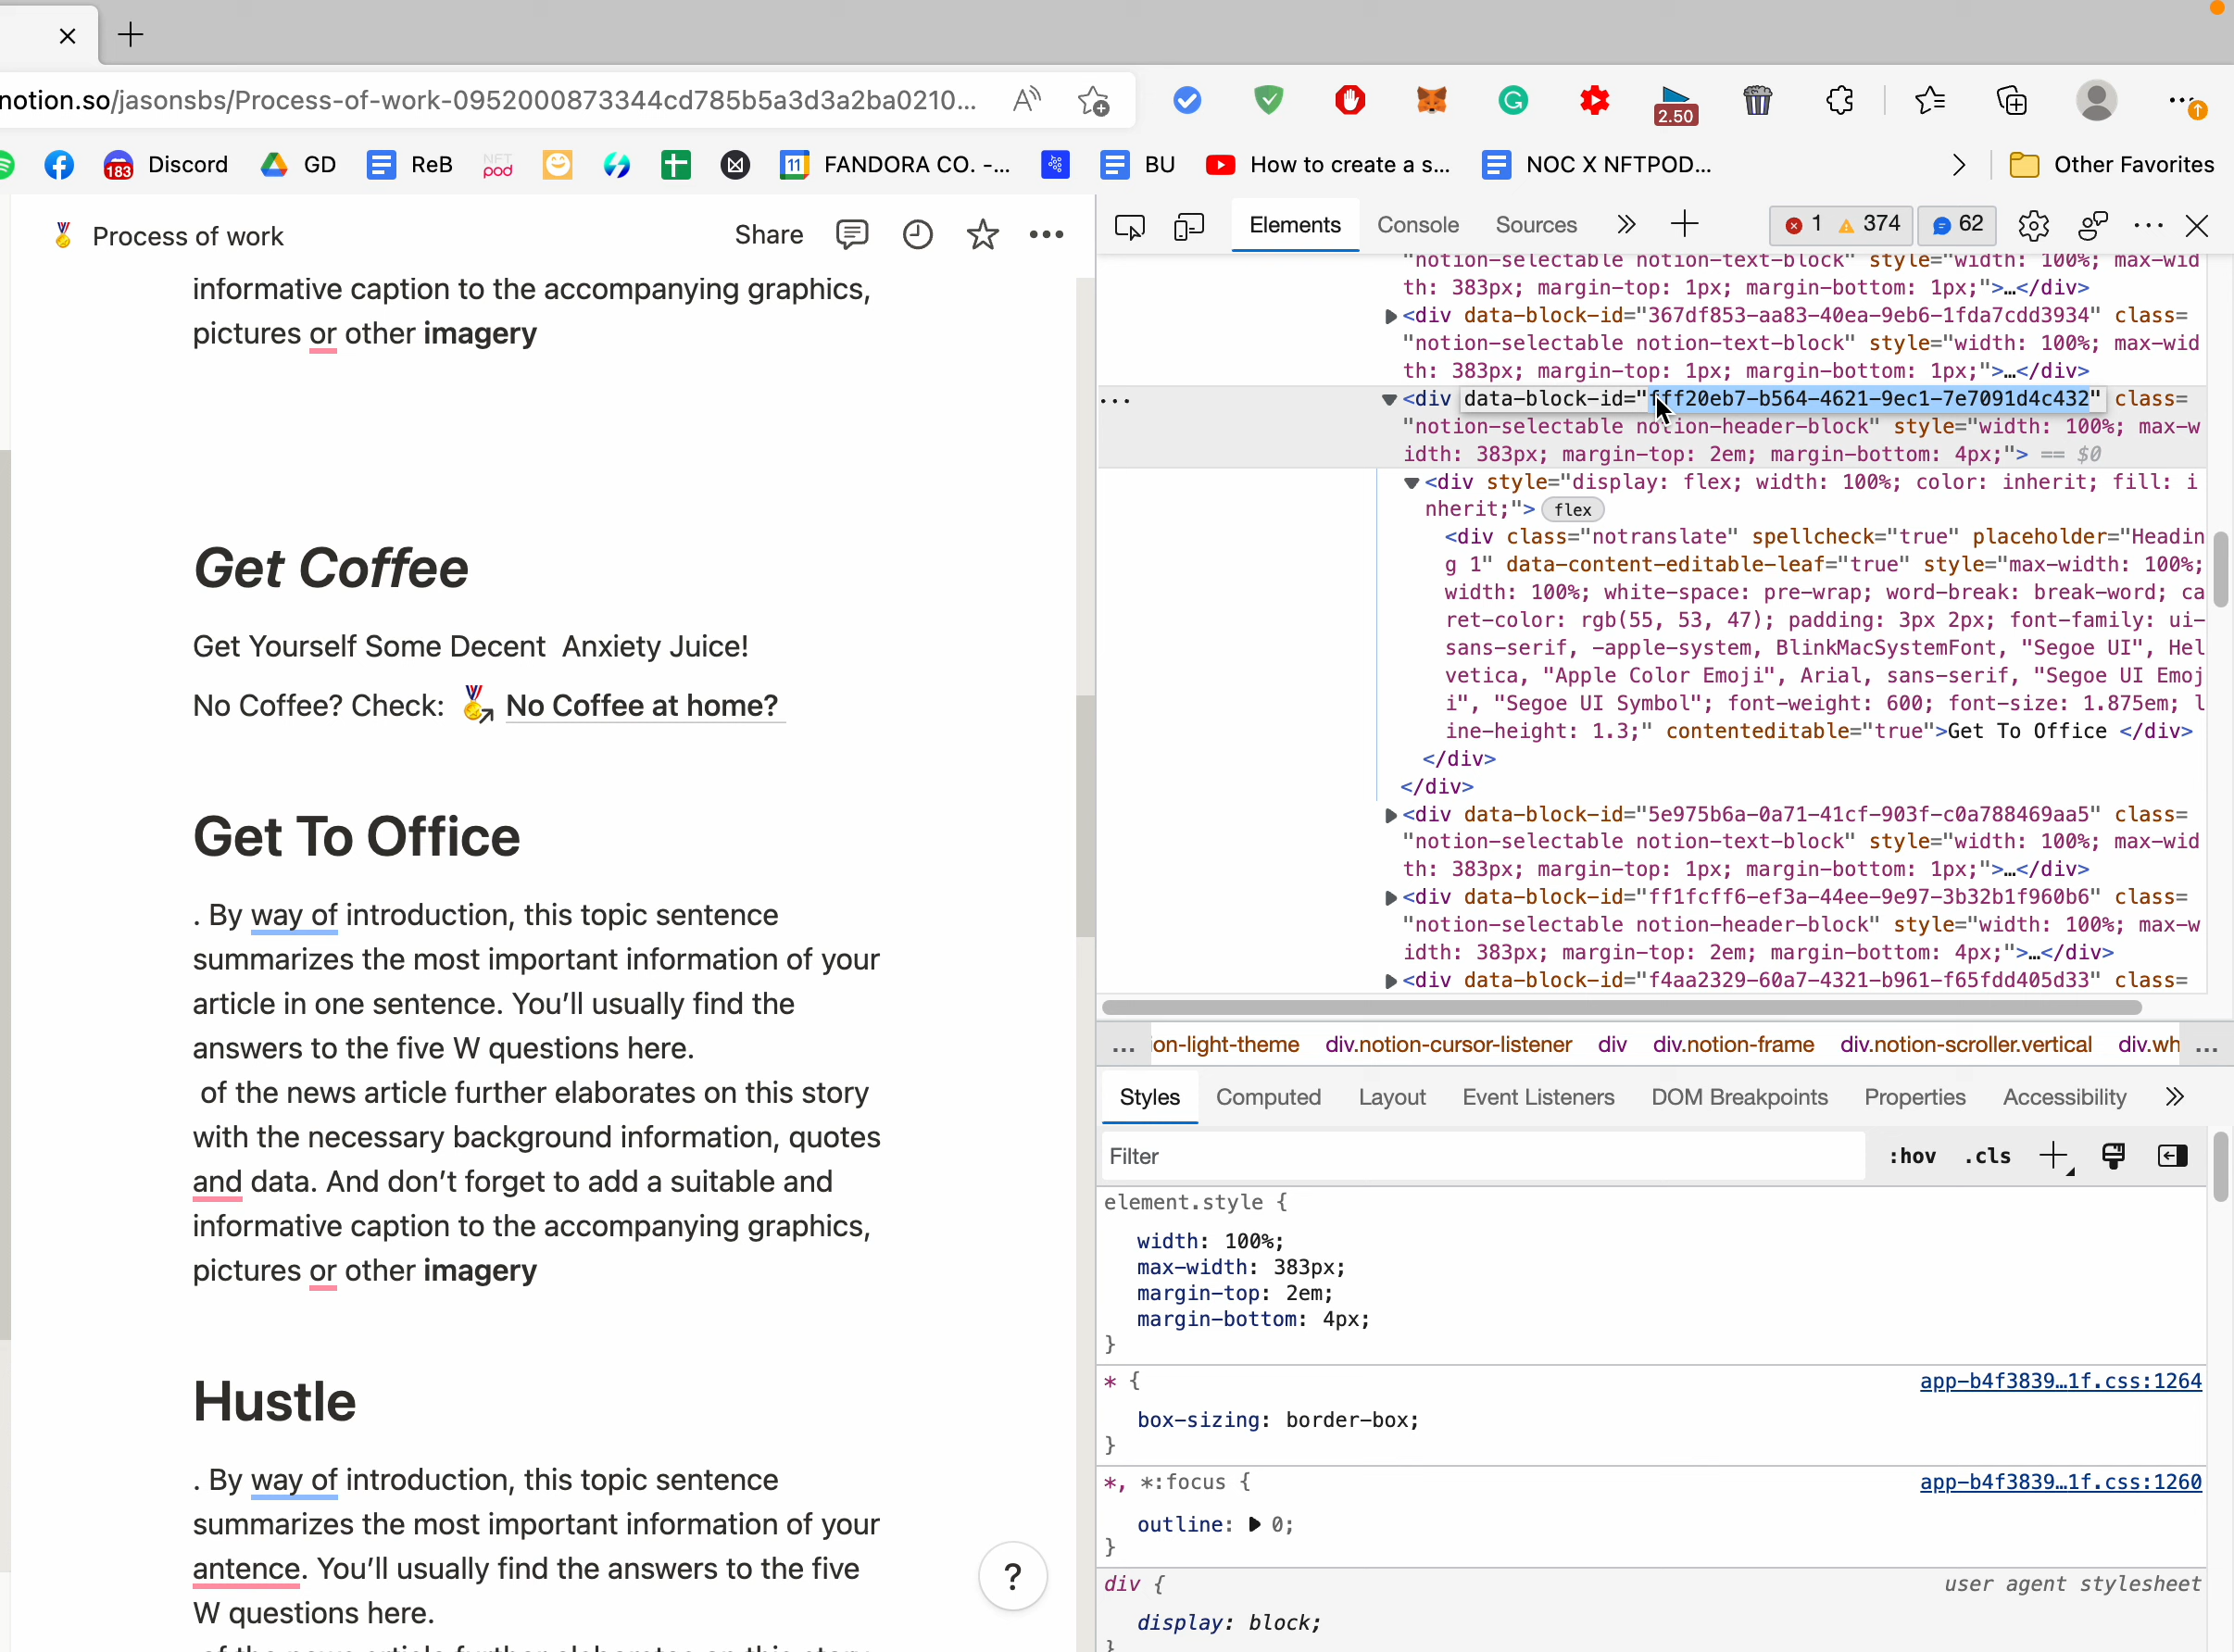 notion.so/jasonsbs/Process-of-work-0952000873344cd785b5a3d3a2ba0210...
2.50
183 Discord GD ReB NFT pod 11 FANDORA CO. -... BU How to create a s... NOC X NFTPOD... Other Favorites
Process of work
Share
informative caption to the accompanying graphics,
pictures or other imagery
Get Coffee
Get Yourself Some Decent  Anxiety Juice!
No Coffee? Check: No Coffee at home?
Get To Office
. By way of introduction, this topic sentence
summarizes the most important information of your
article in one sentence. You'll usually find the
answers to the five W questions here.
of the news article further elaborates on this story
with the necessary background information, quotes
and data. And don't forget to add a suitable and
informative caption to the accompanying graphics,
pictures or other imagery
Hustle
. By way of introduction, this topic sentence
summarizes the most important information of your
antence. You'll usually find the answers to the five
W questions here.
?
Elements Console Sources 1 374 62
"notion-selectable notion-text-block" style="width: 100%; max-wid
th: 383px; margin-top: 1px; margin-bottom: 1px;">…</div>
<div data-block-id="367df853-aa83-40ea-9eb6-1fda7cdd3934" class=
"notion-selectable notion-text-block" style="width: 100%; max-wid
th: 383px; margin-top: 1px; margin-bottom: 1px;">…</div>
<div data-block-id="fff20eb7-b564-4621-9ec1-7e7091d4c432" class=
"notion-selectable notion-header-block" style="width: 100%; max-w
idth: 383px; margin-top: 2em; margin-bottom: 4px;"> == $0
<div style="display: flex; width: 100%; color: inherit; fill: i
nherit;"> flex
<div class="notranslate" spellcheck="true" placeholder="Headin
g 1" data-content-editable-leaf="true" style="max-width: 100%;
width: 100%; white-space: pre-wrap; word-break: break-word; ca
ret-color: rgb(55, 53, 47); padding: 3px 2px; font-family: ui-
sans-serif, -apple-system, BlinkMacSystemFont, "Segoe UI", Hel
vetica, "Apple Color Emoji", Arial, sans-serif, "Segoe UI Emoj
i", "Segoe UI Symbol"; font-weight: 600; font-size: 1.875em; l
ine-height: 1.3;" contenteditable="true">Get To Office </div>
</div>
</div>
<div data-block-id="5e975b6a-0a71-41cf-903f-c0a788469aa5" class=
"notion-selectable notion-text-block" style="width: 100%; max-wid
th: 383px; margin-top: 1px; margin-bottom: 1px;">…</div>
<div data-block-id="ff1fcff6-ef3a-44ee-9e97-3b32b1f960b6" class=
"notion-selectable notion-header-block" style="width: 100%; max-w
idth: 383px; margin-top: 2em; margin-bottom: 4px;">…</div>
<div data-block-id="f4aa2329-60a7-4321-b961-f65fdd405d33" class=
... ion-light-theme div.notion-cursor-listener div div.notion-frame div.notion-scroller.vertical div.wh ...
Styles Computed Layout Event Listeners DOM Breakpoints Properties Accessibility
Filter :hov .cls
element.style {
width: 100%;
max-width: 383px;
margin-top: 2em;
margin-bottom: 4px;
}
* { app-b4f3839…1f.css:1264
box-sizing: border-box;
}
*, *:focus { app-b4f3839…1f.css:1260
outline: 0;
}
div { user agent stylesheet
display: block;
}